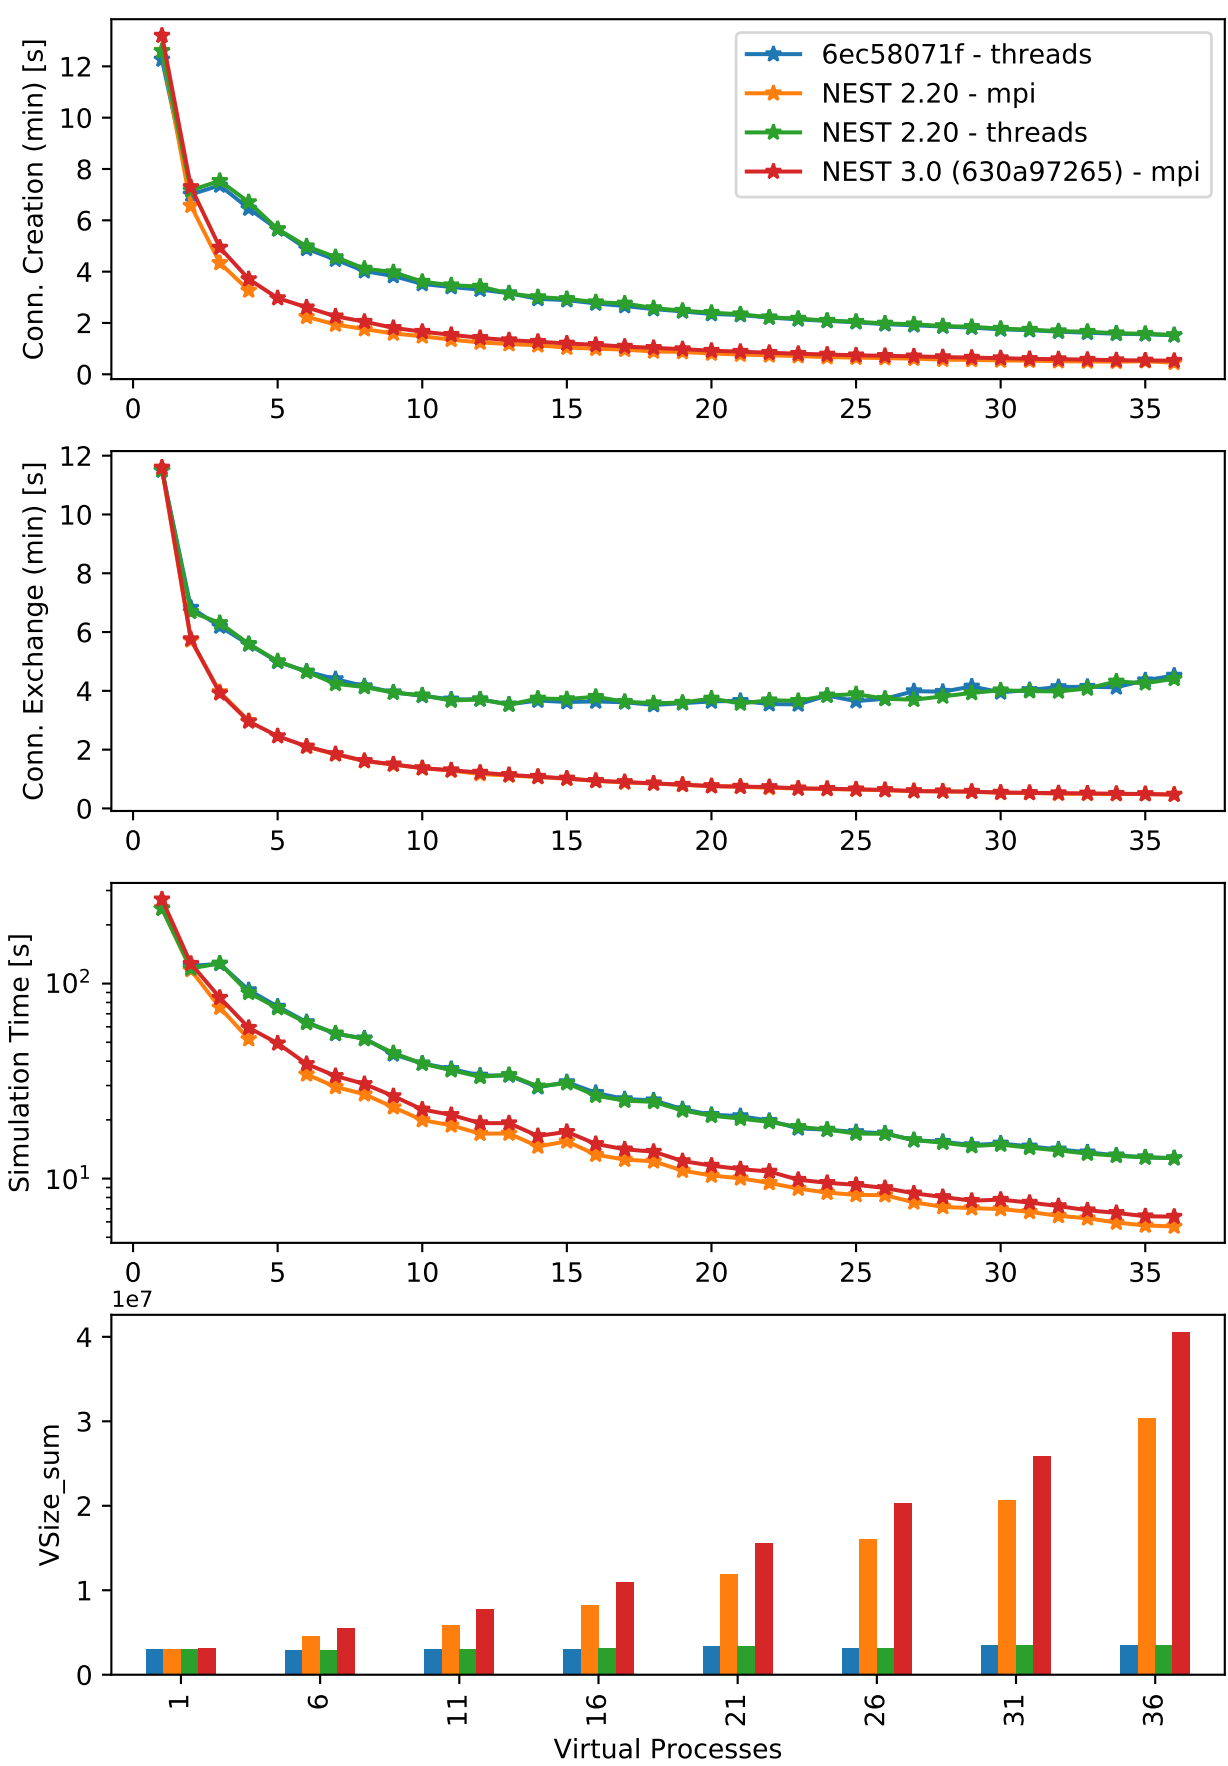 Conn. Creation (min) [s]
12
10
8
6
4
2
0
6ec58071f - threads
NEST 2.20 - mpi
NEST 2.20 - threads
NEST 3.0 (630a97265) - mpi
0 5 10 15 20 25 30 35
Conn. Exchange (min) [s]
12
10
8
6
4
2
0
0 5 10 15 20 25 30 35
Simulation Time [s]
10²
10¹
0 5 10 15 20 25 30 35
1e7
VSize_sum
4
3
2
1
0
1 6 11 16 21 26 31 36
Virtual Processes